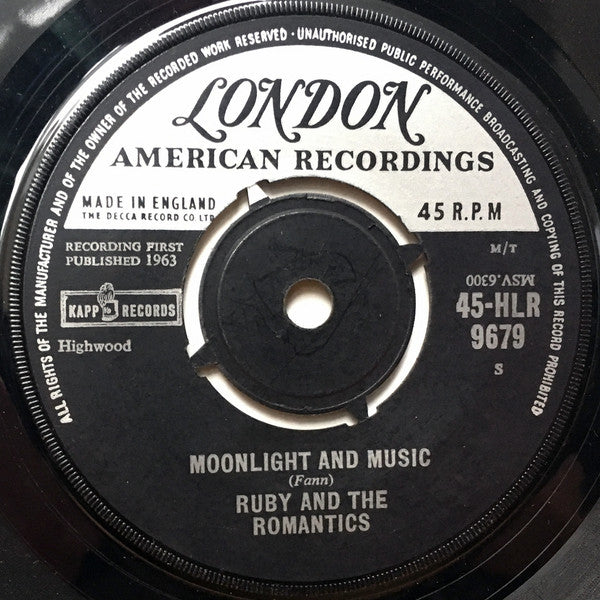 ALL RIGHTS OF THE MANUFACTURER AND OF THE OWNER OF THE RECORDED WORK RESERVED · UNAUTHORISED PUBLIC PERFORMANCE BROADCASTING AND COPYING OF THIS RECORD PROHIBITED
LONDON
AMERICAN RECORDINGS
MADE IN ENGLAND
THE DECCA RECORD CO LTD
45 R.P.M
RECORDING FIRST
PUBLISHED 1963
M/T
MSV.6300
KAPP RECORDS
45-HLR
9679
Highwood
S
MOONLIGHT AND MUSIC
(Fann)
RUBY AND THE
ROMANTICS